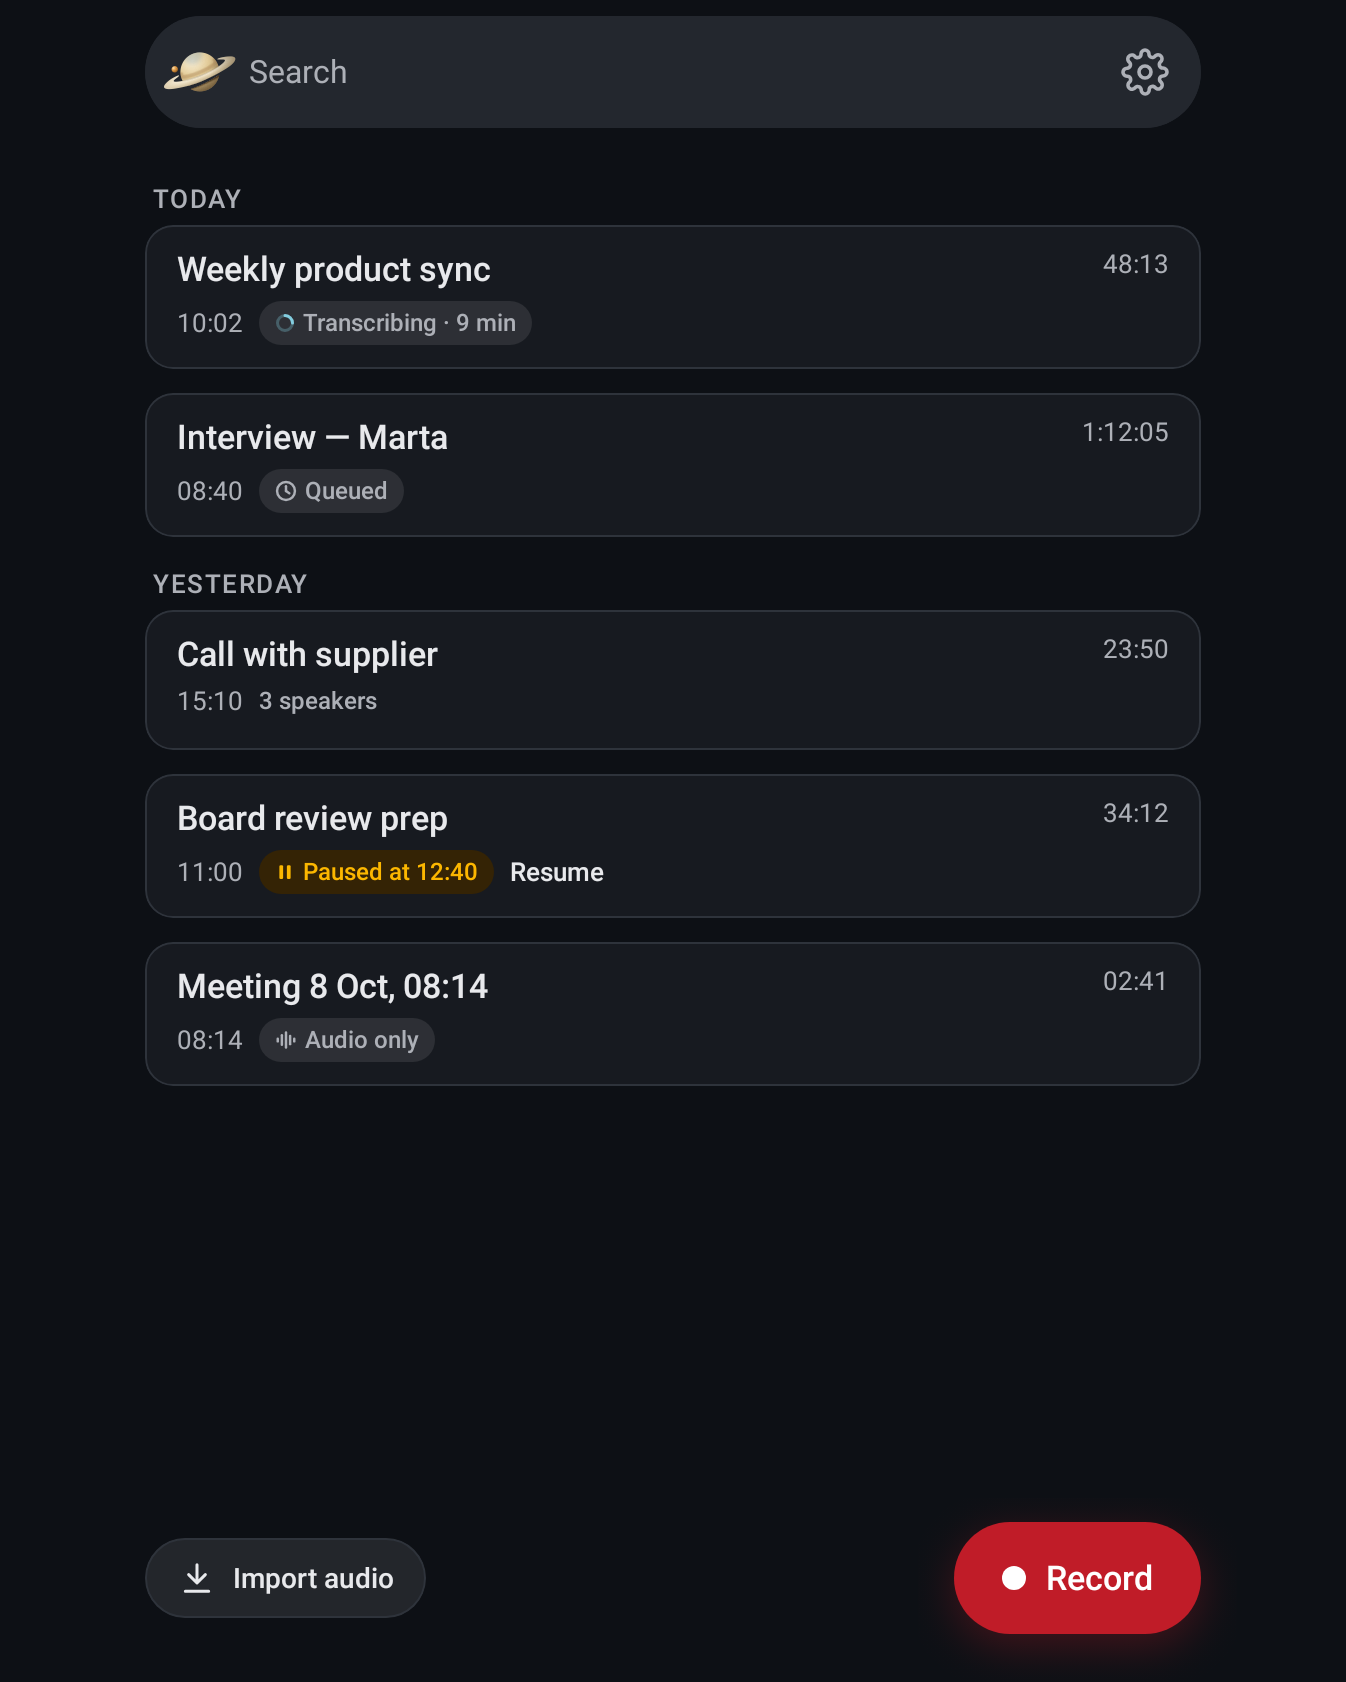 Search
TODAY
Weekly product sync
48:13
10:02 Transcribing · 9 min
Interview — Marta
1:12:05
08:40 Queued
YESTERDAY
Call with supplier
23:50
15:10 3 speakers
Board review prep
34:12
11:00 Paused at 12:40 Resume
Meeting 8 Oct, 08:14
02:41
08:14 Audio only
Import audio
Record